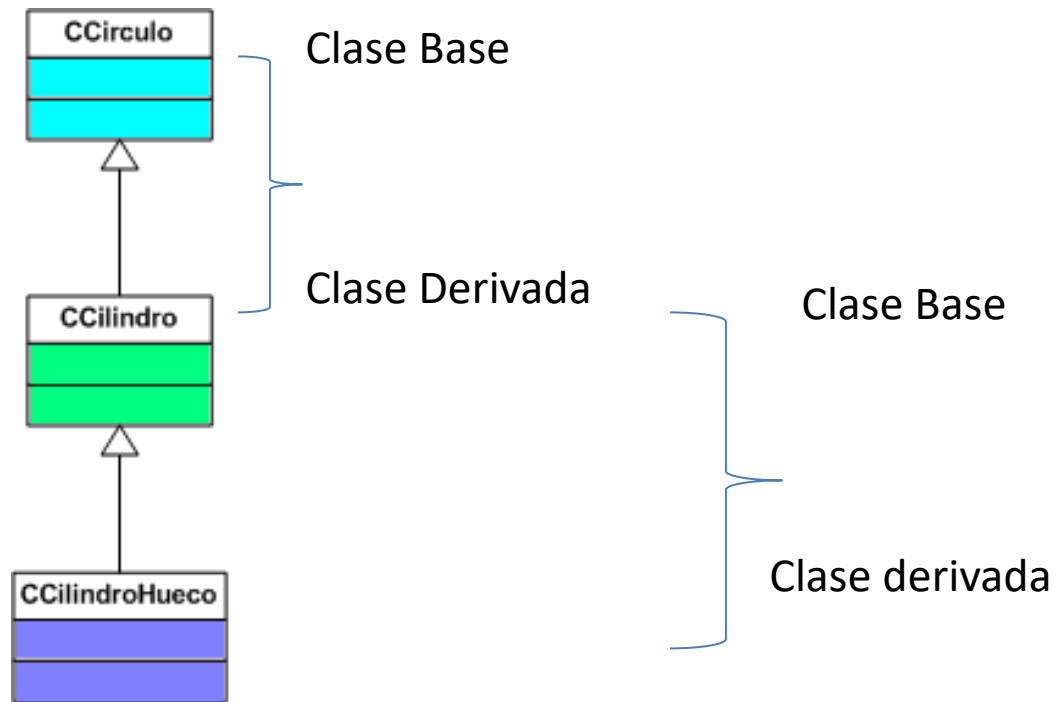 CCirculo
Clase Base
Clase Derivada
CCilindro
Clase Base
Clase derivada
CCilindroHueco